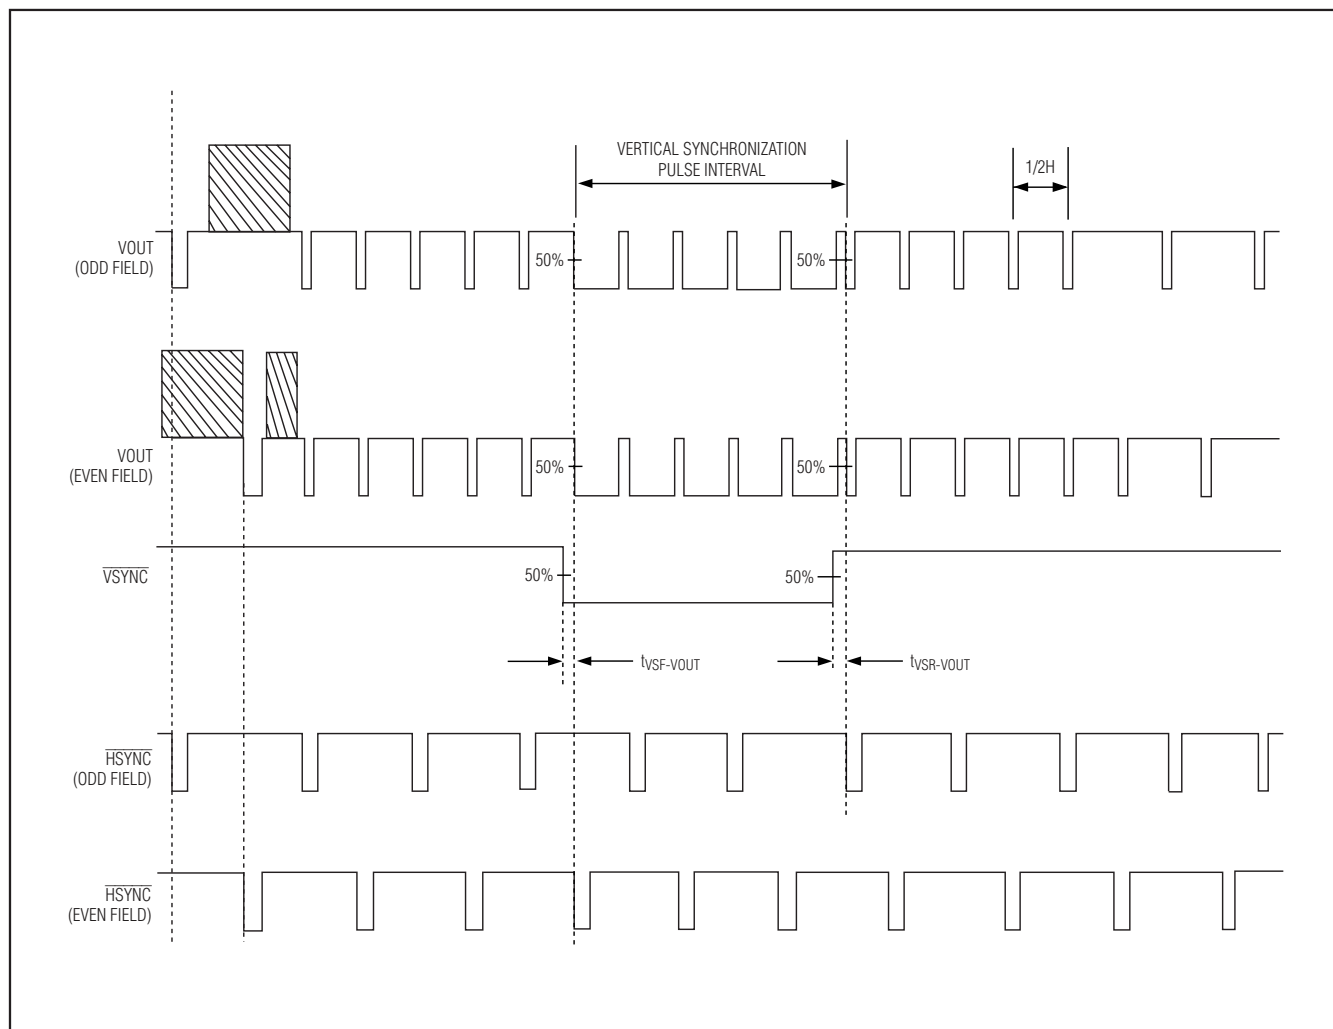 VERTICAL SYNCHRONIZATION
PULSE INTERVAL
1/2H
VOUT
(ODD FIELD)
50%
50%
VOUT
(EVEN FIELD)
50%
50%
VSYNC
50%
50%
tVSF-VOUT
tVSR-VOUT
HSYNC
(ODD FIELD)
HSYNC
(EVEN FIELD)